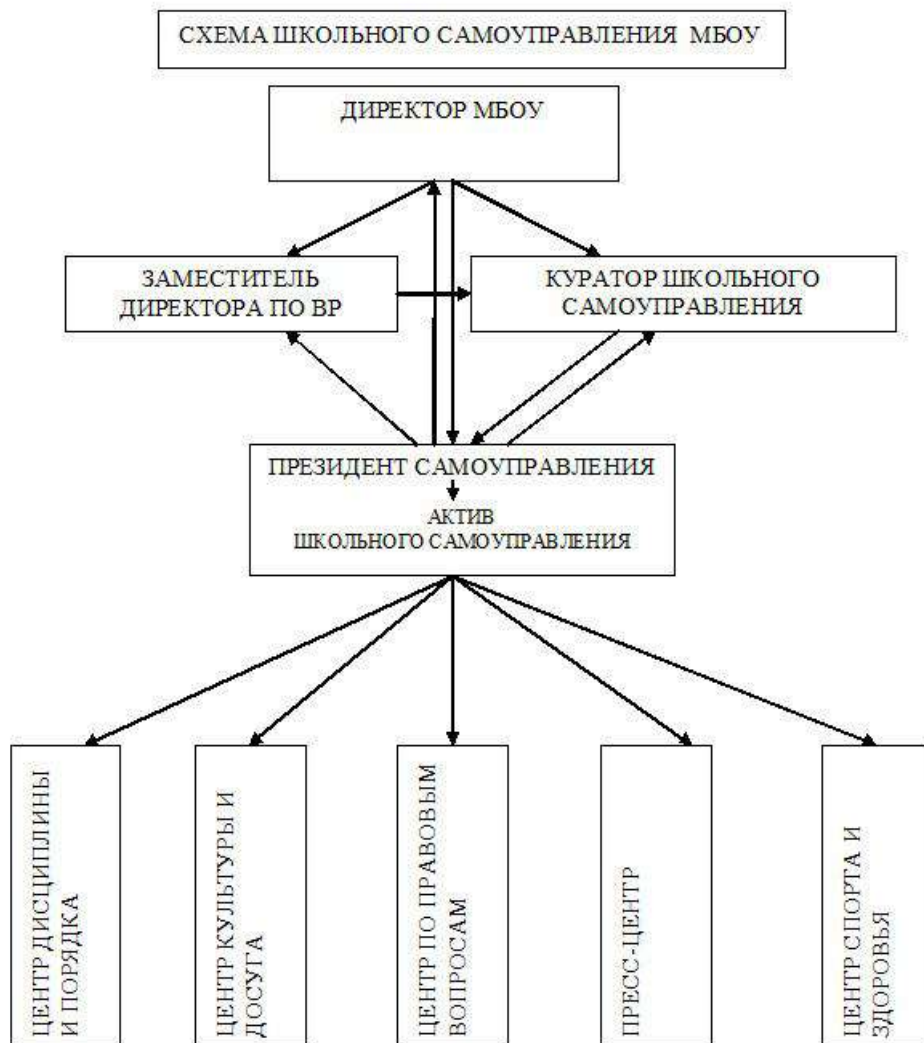 СХЕМА ШКОЛЬНОГО САМОУПРАВЛЕНИЯ МБОУ
ДИРЕКТОР МБОУ
ЗАМЕСТИТЕЛЬ
ДИРЕКТОРА ПО ВР
КУРАТОР ШКОЛЬНОГО
САМОУПРАВЛЕНИЯ
ПРЕЗИДЕНТ САМОУПРАВЛЕНИЯ
АКТИВ
ШКОЛЬНОГО САМОУПРАВЛЕНИЯ
ЦЕНТР ДИСЦИПЛИНЫ
И ПОРЯДКА
ЦЕНТР КУЛЬТУРЫ И
ДОСУГА
ЦЕНТР ПО ПРАВОВЫМ
ВОПРОСАМ
ПРЕСС-ЦЕНТР
ЦЕНТР СПОРТА И
ЗДОРОВЬЯ